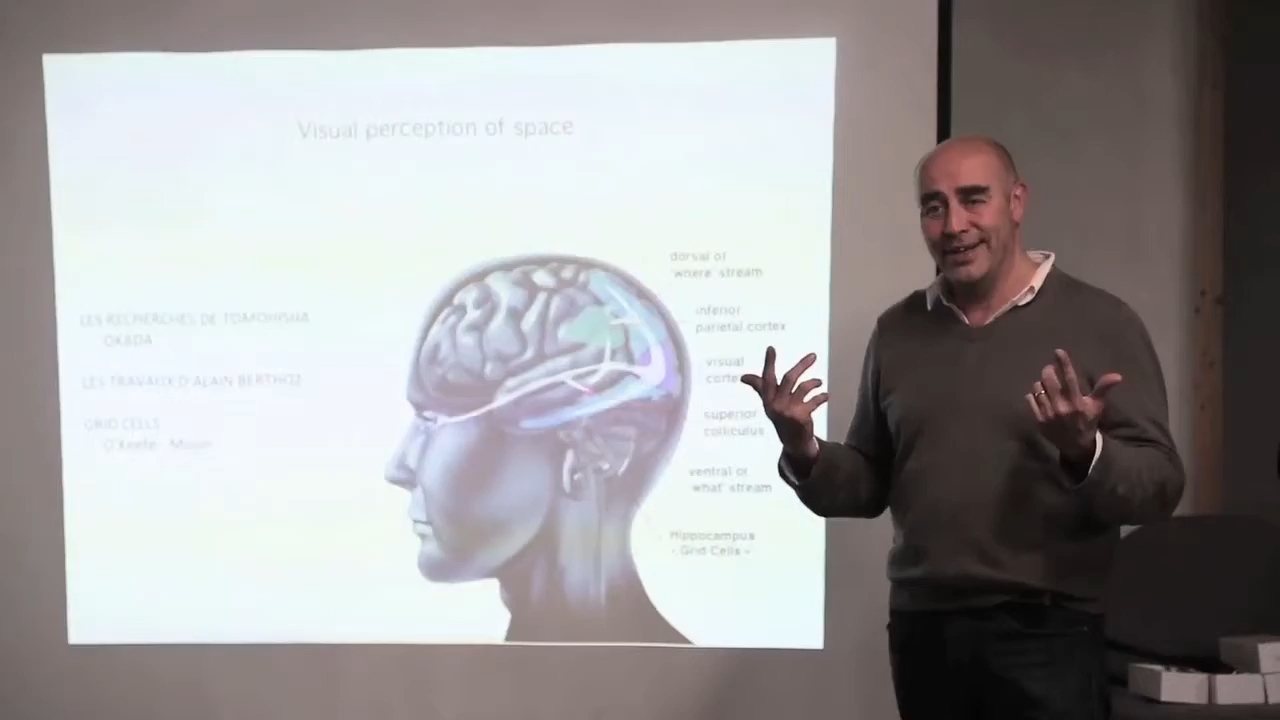 Visual perception of space
LES RECHERCHES DE TOMOHISHA
OKADA
LES TRAVAUX D'ALAIN BERTHOZ
GRID CELLS
O'Keefe
dorsal or
'where' stream
inferior
parietal cortex
visual
cortex
superior
colliculus
ventral or
'what' stream
Hippocampus
- Grid Cells -